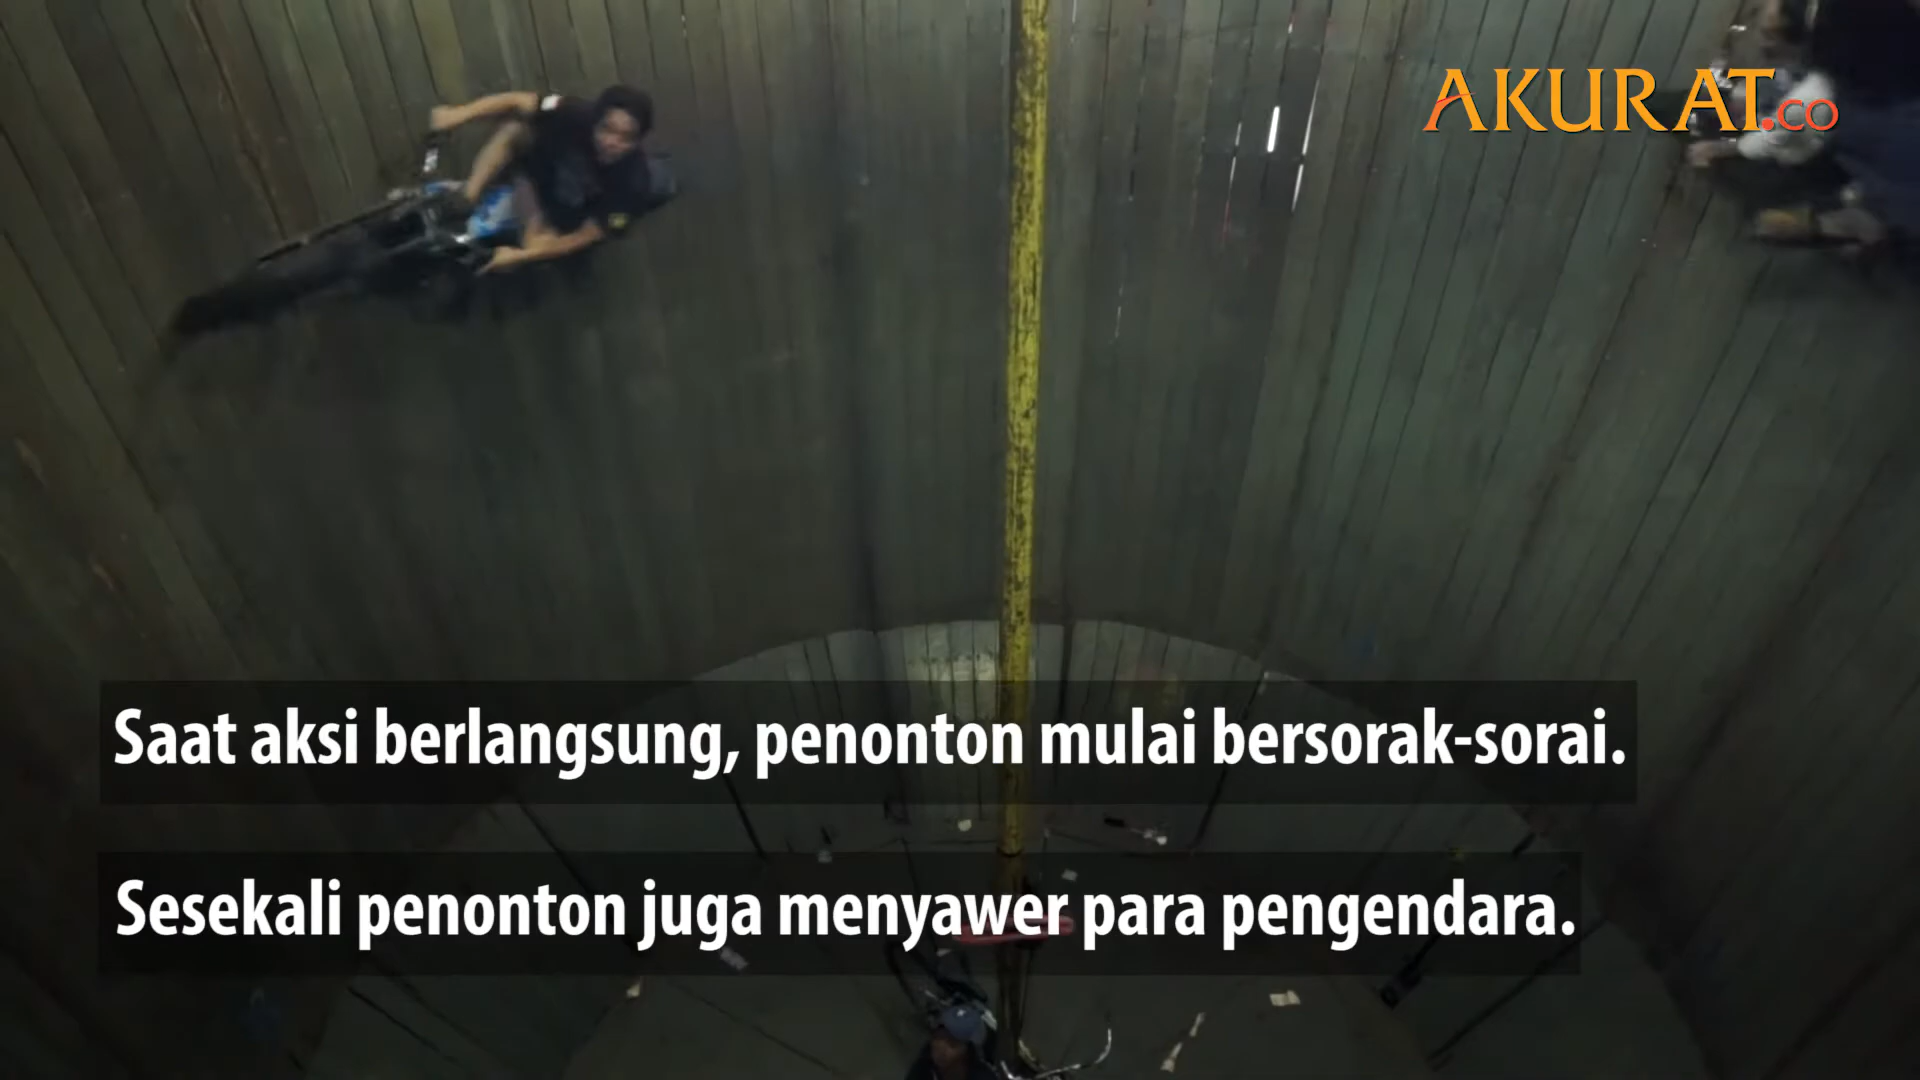 AKURAT.co
Saat aksi berlangsung, penonton mulai bersorak-sorai.
Sesekali penonton juga menyawer para pengendara.